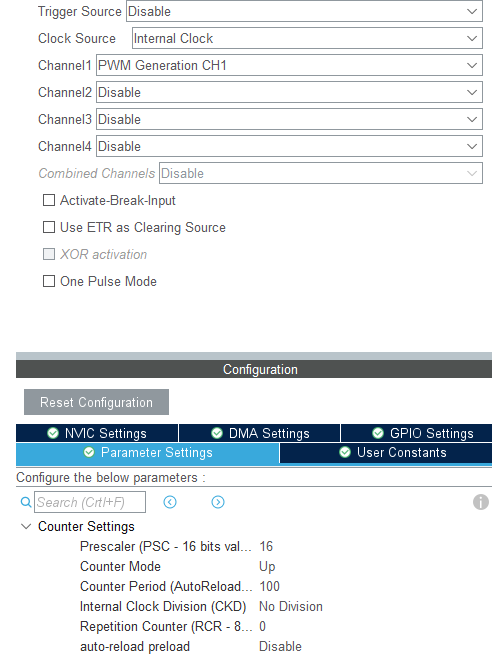 Trigger Source Disable
Clock Source Internal Clock
Channel1 PWM Generation CH1
Channel2 Disable
Channel3 Disable
Channel4 Disable
Combined Channels Disable
Activate-Break-Input
Use ETR as Clearing Source
XOR activation
One Pulse Mode
Configuration
Reset Configuration
NVIC Settings DMA Settings GPIO Settings
Parameter Settings User Constants
Configure the below parameters :
Search (Crtl+F)
Counter Settings
Prescaler (PSC - 16 bits val... 16
Counter Mode Up
Counter Period (AutoReload... 100
Internal Clock Division (CKD) No Division
Repetition Counter (RCR - 8... 0
auto-reload preload Disable